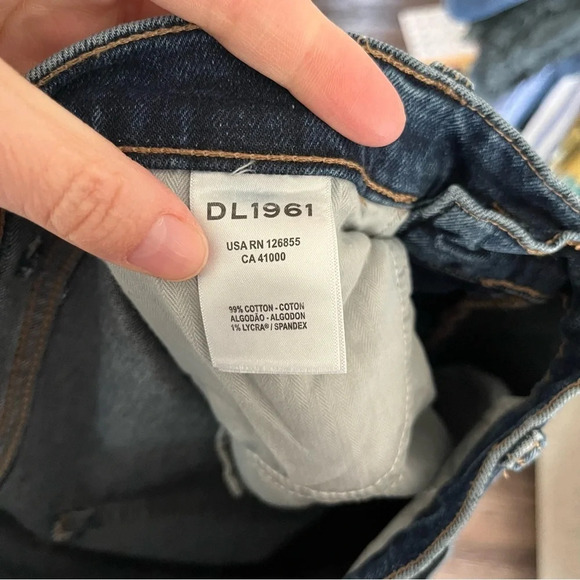 DL1961
USA RN 126855
CA 41000
99% COTTON - COTON
ALGODÃO - ALGODON
1% LYCRA® / SPANDEX